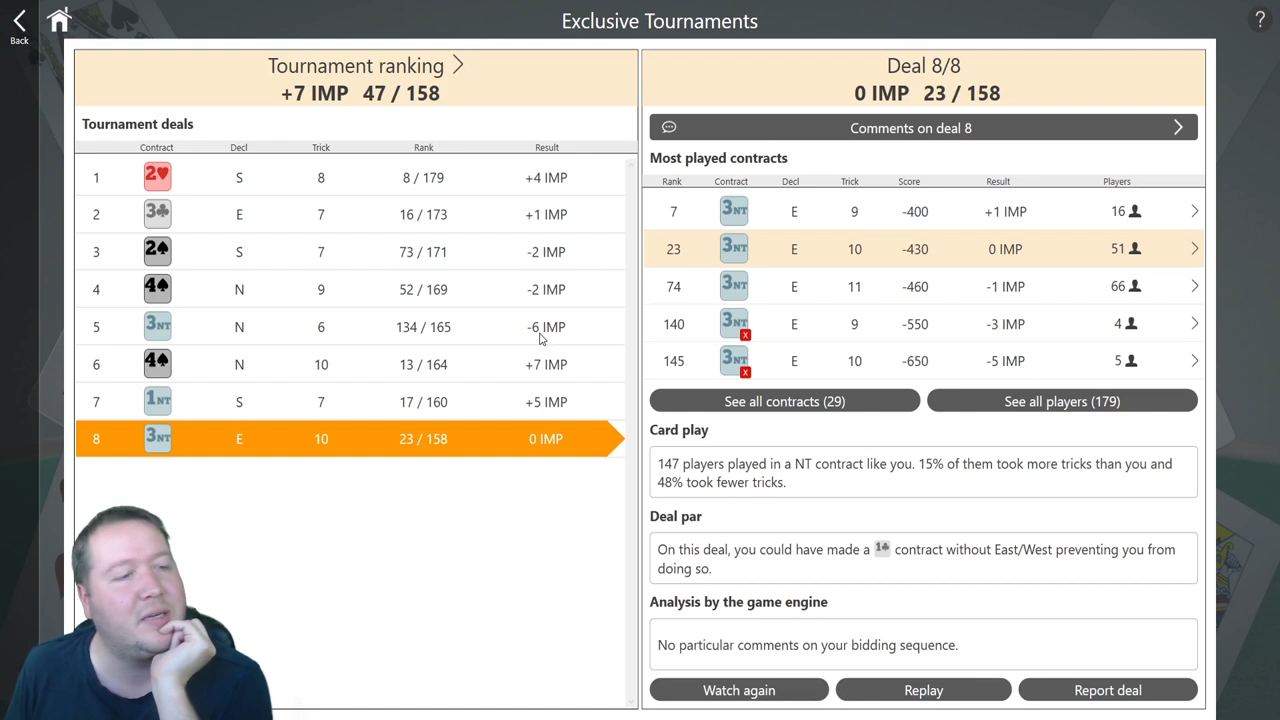 Back
Exclusive Tournaments
?
Tournament ranking
+7 IMP 47 / 158
Tournament deals
Contract Decl Trick Rank Result
1 2♥ S 8 8 / 179 +4 IMP
2 3♣ E 7 16 / 173 +1 IMP
3 2♠ S 7 73 / 171 -2 IMP
4 4♠ N 9 52 / 169 -2 IMP
5 3NT N 6 134 / 165 -6 IMP
6 4♠ N 10 13 / 164 +7 IMP
7 1NT S 7 17 / 160 +5 IMP
8 3NT E 10 23 / 158 0 IMP
Deal 8/8
0 IMP 23 / 158
Comments on deal 8
Most played contracts
Rank Contract Decl Trick Score Result Players
7 3NT E 9 -400 +1 IMP 16
23 3NT E 10 -430 0 IMP 51
74 3NT E 11 -460 -1 IMP 66
140 3NT X E 9 -550 -3 IMP 4
145 3NT X E 10 -650 -5 IMP 5
See all contracts (29) See all players (179)
Card play
147 players played in a NT contract like you. 15% of them took more tricks than you and
48% took fewer tricks.
Deal par
On this deal, you could have made a 1♣ contract without East/West preventing you from
doing so.
Analysis by the game engine
No particular comments on your bidding sequence.
Watch again Replay Report deal